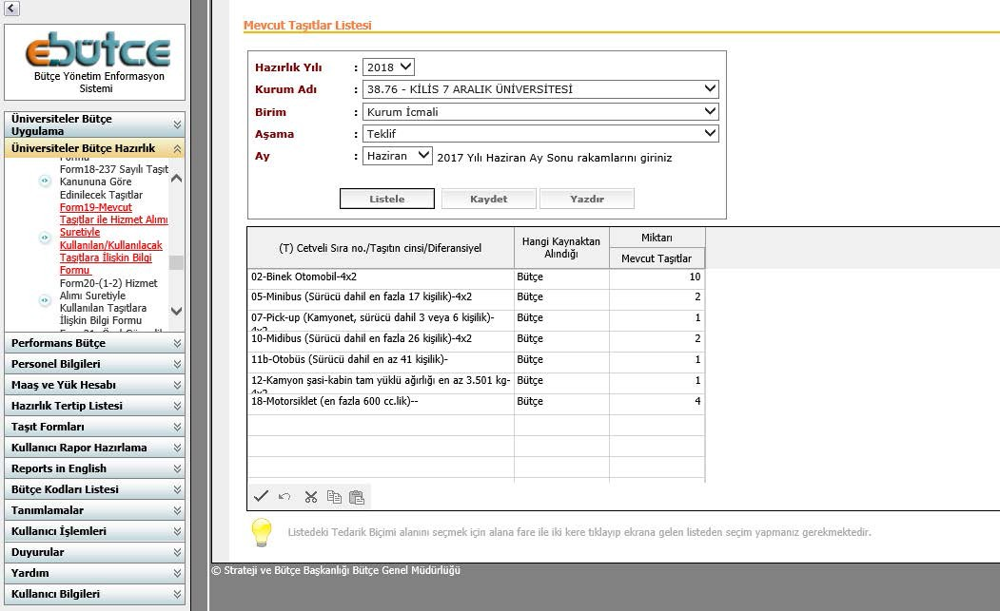 ebütce
Bütçe Yönetim Enformasyon
Sistemi
Üniversiteler Bütçe
Uygulama
Üniversiteler Bütçe Hazırlık
Formu
Form18-237 Sayılı Taşıt
Kanununa Göre
Edinilecek Taşıtlar
Form19-Mevcut
Taşıtlar ile Hizmet Alımı
Suretiyle
Kullanılan/Kullanılacak
Taşıtlara İlişkin Bilgi
Formu
Form20-(1-2) Hizmet
Alımı Suretiyle
Kullanılan Taşıtlara
İlişkin Bilgi Formu
Performans Bütçe
Personel Bilgileri
Maaş ve Yük Hesabı
Hazırlık Tertip Listesi
Taşıt Formları
Kullanıcı Rapor Hazırlama
Reports in English
Bütçe Kodları Listesi
Tanımlamalar
Kullanıcı İşlemleri
Duyurular
Yardım
Kullanıcı Bilgileri
Mevcut Taşıtlar Listesi
Hazırlık Yılı : 2018
Kurum Adı : 38.76 - KİLİS 7 ARALIK ÜNİVERSİTESİ
Birim : Kurum İcmali
Aşama : Teklif
Ay : Haziran 2017 Yılı Haziran Ay Sonu rakamlarını giriniz
Listele Kaydet Yazdır
(T) Cetveli Sıra no./Taşıtın cinsi/Diferansiyel
Hangi Kaynaktan
Alındığı
Miktarı
Mevcut Taşıtlar
02-Binek Otomobil-4x2 Bütçe 10
05-Minibus (Sürücü dahil en fazla 17 kişilik)-4x2 Bütçe 2
07-Pick-up (Kamyonet, sürücü dahil 3 veya 6 kişilik)- Bütçe 1
4x2
10-Midibus (Sürücü dahil en fazla 26 kişilik)-4x2 Bütçe 2
11b-Otobüs (Sürücü dahil en az 41 kişilik)- Bütçe 1
12-Kamyon şasi-kabin tam yüklü ağırlığı en az 3.501 kg- Bütçe 1
4x2
18-Motorsiklet (en fazla 600 cc.lik)-- Bütçe 4
Listedeki Tedarik Biçimi alanını seçmek için alana fare ile iki kere tıklayıp ekrana gelen listeden seçim yapmanız gerekmektedir.
© Strateji ve Bütçe Başkanlığı Bütçe Genel Müdürlüğü